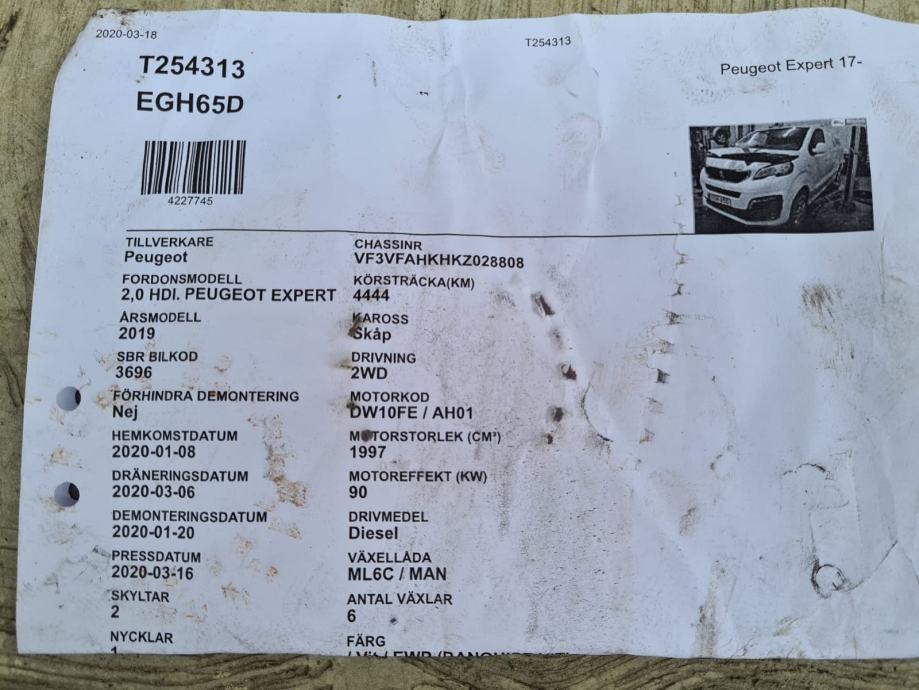 2020-03-18
T254313
Peugeot Expert 17-
T254313
EGH65D
4227745
TILLVERKARE
Peugeot
FORDONSMODELL
2,0 HDI. PEUGEOT EXPERT
ÅRSMODELL
2019
SBR BILKOD
3696
FÖRHINDRA DEMONTERING
Nej
HEMKOMSTDATUM
2020-01-08
DRÄNERINGSDATUM
2020-03-06
DEMONTERINGSDATUM
2020-01-20
PRESSDATUM
2020-03-16
SKYLTAR
2
NYCKLAR
1
CHASSINR
VF3VFAHKHKZ028808
KÖRSTRÄCKA(KM)
4444
KAROSS
Skåp
DRIVNING
2WD
MOTORKOD
DW10FE / AH01
MOTORSTORLEK (CM³)
1997
MOTOREFFEKT (KW)
90
DRIVMEDEL
Diesel
VÄXELLÅDA
ML6C / MAN
ANTAL VÄXLAR
6
FÄRG
/ Vit / EWP